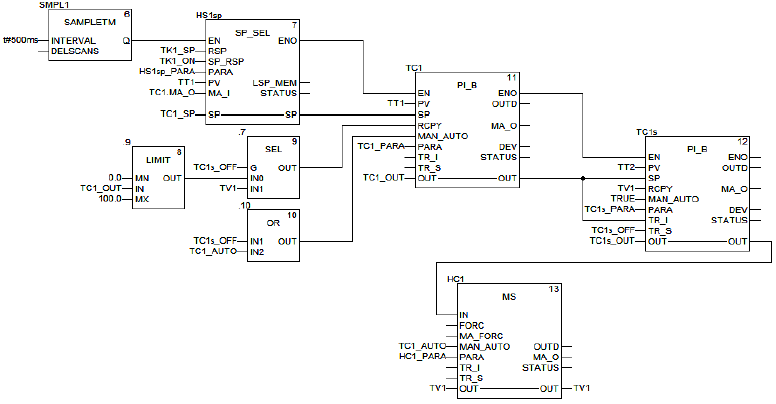 SMPL1
6
SAMPLETM
t#500ms INTERVAL Q
DELSCANS
HS1sp
7
SP_SEL
EN ENO
TK1_SP RSP
TK1_ON SP_RSP
HS1sp_PARA PARA
TT1 PV LSP_MEM
TC1.MA_O MA_I STATUS
TC1_SP SP SP
TC1
11
PI_B
EN ENO
TT1 PV OUTD
SP
RCPY MA_O
MAN_AUTO
TC1_PARA PARA DEV
TR_I STATUS
TR_S
TC1_OUT OUT OUT
.9
8
LIMIT
0.0 MN OUT
TC1_OUT IN
100.0 MX
.7
9
SEL
TC1s_OFF G OUT
IN0
TV1 IN1
.10
10
OR
TC1s_OFF IN1 OUT
TC1_AUTO IN2
TC1s
12
PI_B
EN ENO
TT2 PV OUTD
SP
TV1 RCPY MA_O
TRUE MAN_AUTO
TC1s_PARA PARA DEV
TR_I STATUS
TC1s_OFF TR_S
TC1s_OUT OUT OUT
HC1
13
MS
IN
FORC
MA_FORC
TC1_AUTO MAN_AUTO OUTD
HC1_PARA PARA MA_O
TR_I STATUS
TR_S
TV1 OUT OUT TV1